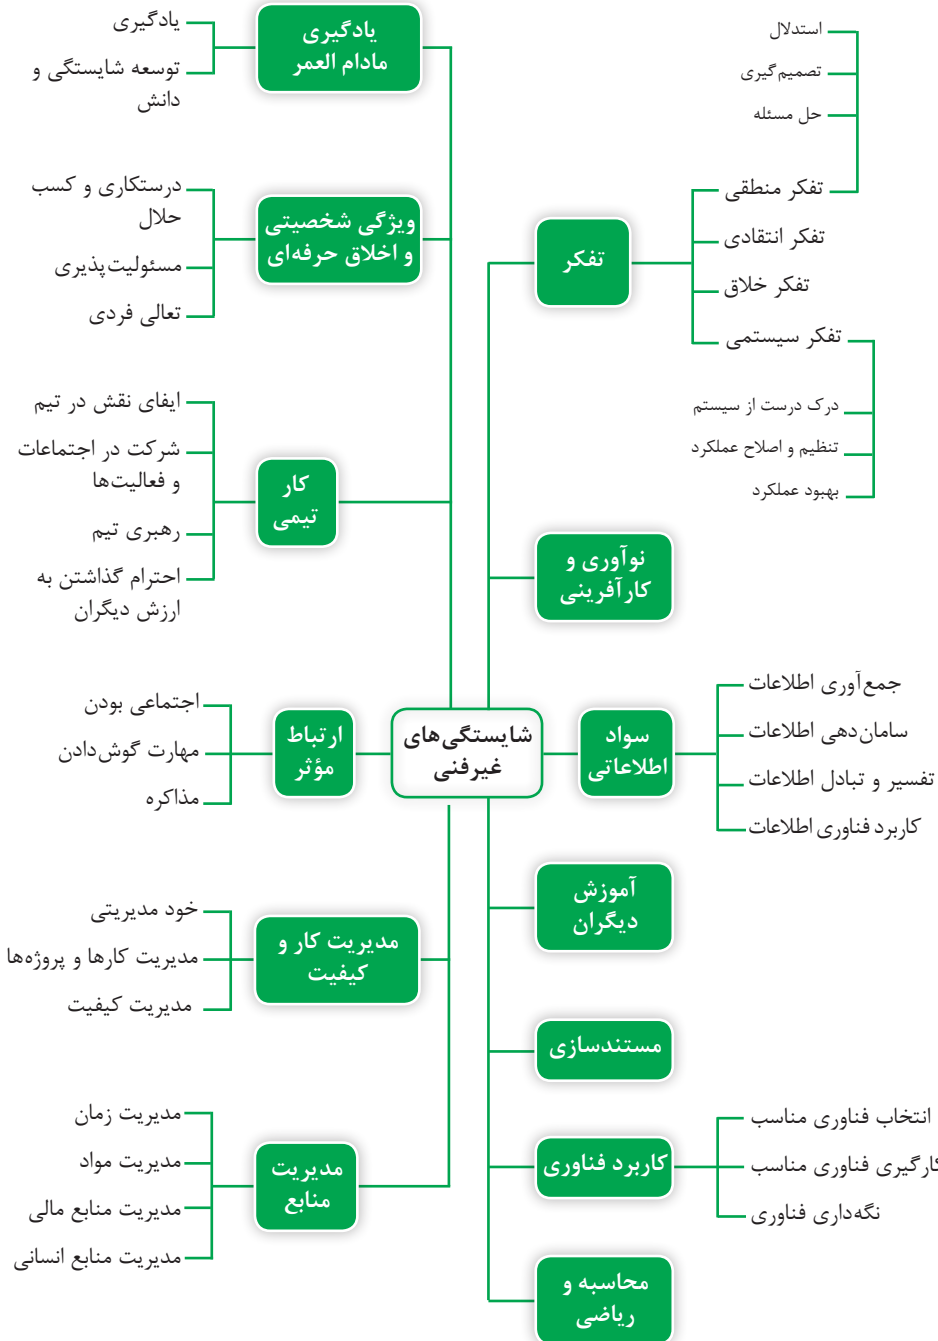 شایستگی‌های
غیرفنی
تفکر
تفکر منطقی
استدلال
تصمیم‌گیری
حل مسئله
تفکر انتقادی
تفکر خلاق
تفکر سیستمی
درک درست از سیستم
تنظیم و اصلاح عملکرد
بهبود عملکرد
نوآوری و
کارآفرینی
سواد
اطلاعاتی
جمع‌آوری اطلاعات
سامان‌دهی اطلاعات
تفسیر و تبادل اطلاعات
کاربرد فناوری اطلاعات
آموزش
دیگران
مستندسازی
کاربرد فناوری
انتخاب فناوری مناسب
کارگیری فناوری مناسب
نگه‌داری فناوری
محاسبه و
ریاضی
یادگیری
مادام العمر
یادگیری
توسعه شایستگی و
دانش
ویژگی شخصیتی
و اخلاق حرفه‌ای
درستکاری و کسب
حلال
مسئولیت‌پذیری
تعالی فردی
کار
تیمی
ایفای نقش در تیم
شرکت در اجتماعات
و فعالیت‌ها
رهبری تیم
احترام گذاشتن به
ارزش دیگران
ارتباط
مؤثر
اجتماعی بودن
مهارت گوش‌دادن
مذاکره
مدیریت کار و
کیفیت
خود مدیریتی
مدیریت کارها و پروژه‌ها
مدیریت کیفیت
مدیریت
منابع
مدیریت زمان
مدیریت مواد
مدیریت منابع مالی
مدیریت منابع انسانی